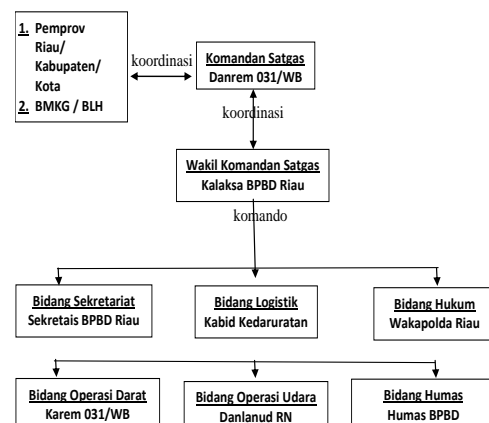 1. Pemprov
Riau/
Kabupaten/
Kota
2. BMKG / BLH
koordinasi
Komandan Satgas
Danrem 031/WB
koordinasi
Wakil Komandan Satgas
Kalaksa BPBD Riau
komando
Bidang Sekretariat
Sekretais BPBD Riau
Bidang Logistik
Kabid Kedaruratan
Bidang Hukum
Wakapolda Riau
Bidang Operasi Darat
Karem 031/WB
Bidang Operasi Udara
Danlanud RN
Bidang Humas
Humas BPBD